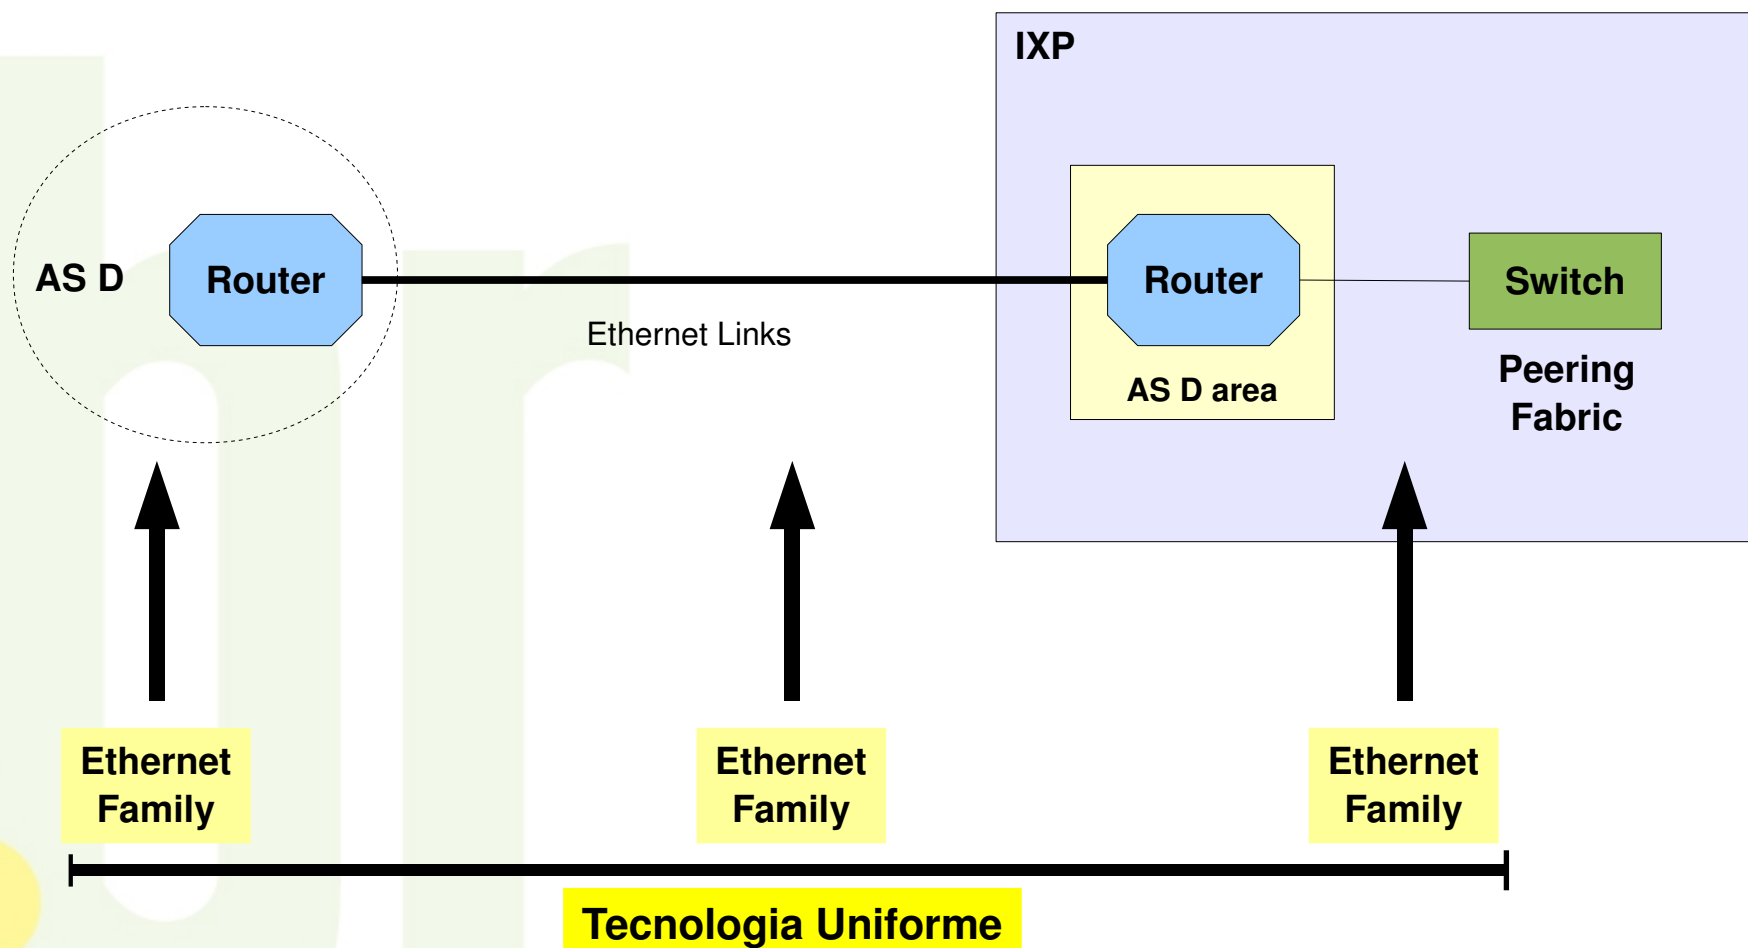 IXP
AS D
Router
Ethernet Links
Router
AS D area
Switch
Peering
Fabric
Ethernet
Family
Ethernet
Family
Ethernet
Family
Tecnologia Uniforme